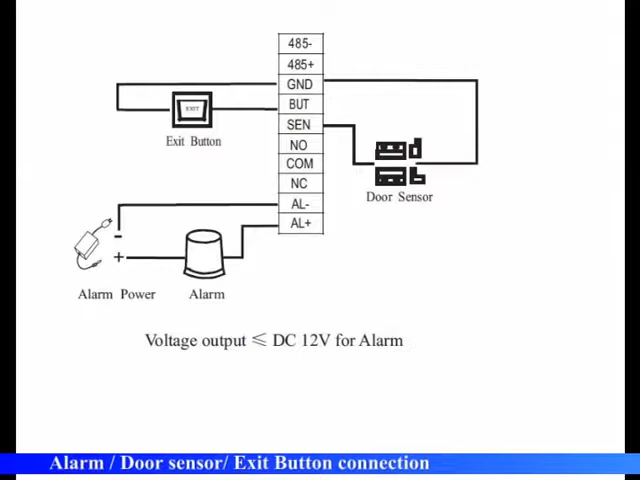 485-
485+
GND
BUT
SEN
NO
COM
NC
AL-
AL+
EXIT
Exit Button
Door Sensor
-
+
Alarm Power
Alarm
Voltage output ≤ DC 12V for Alarm
Alarm / Door sensor/ Exit Button connection